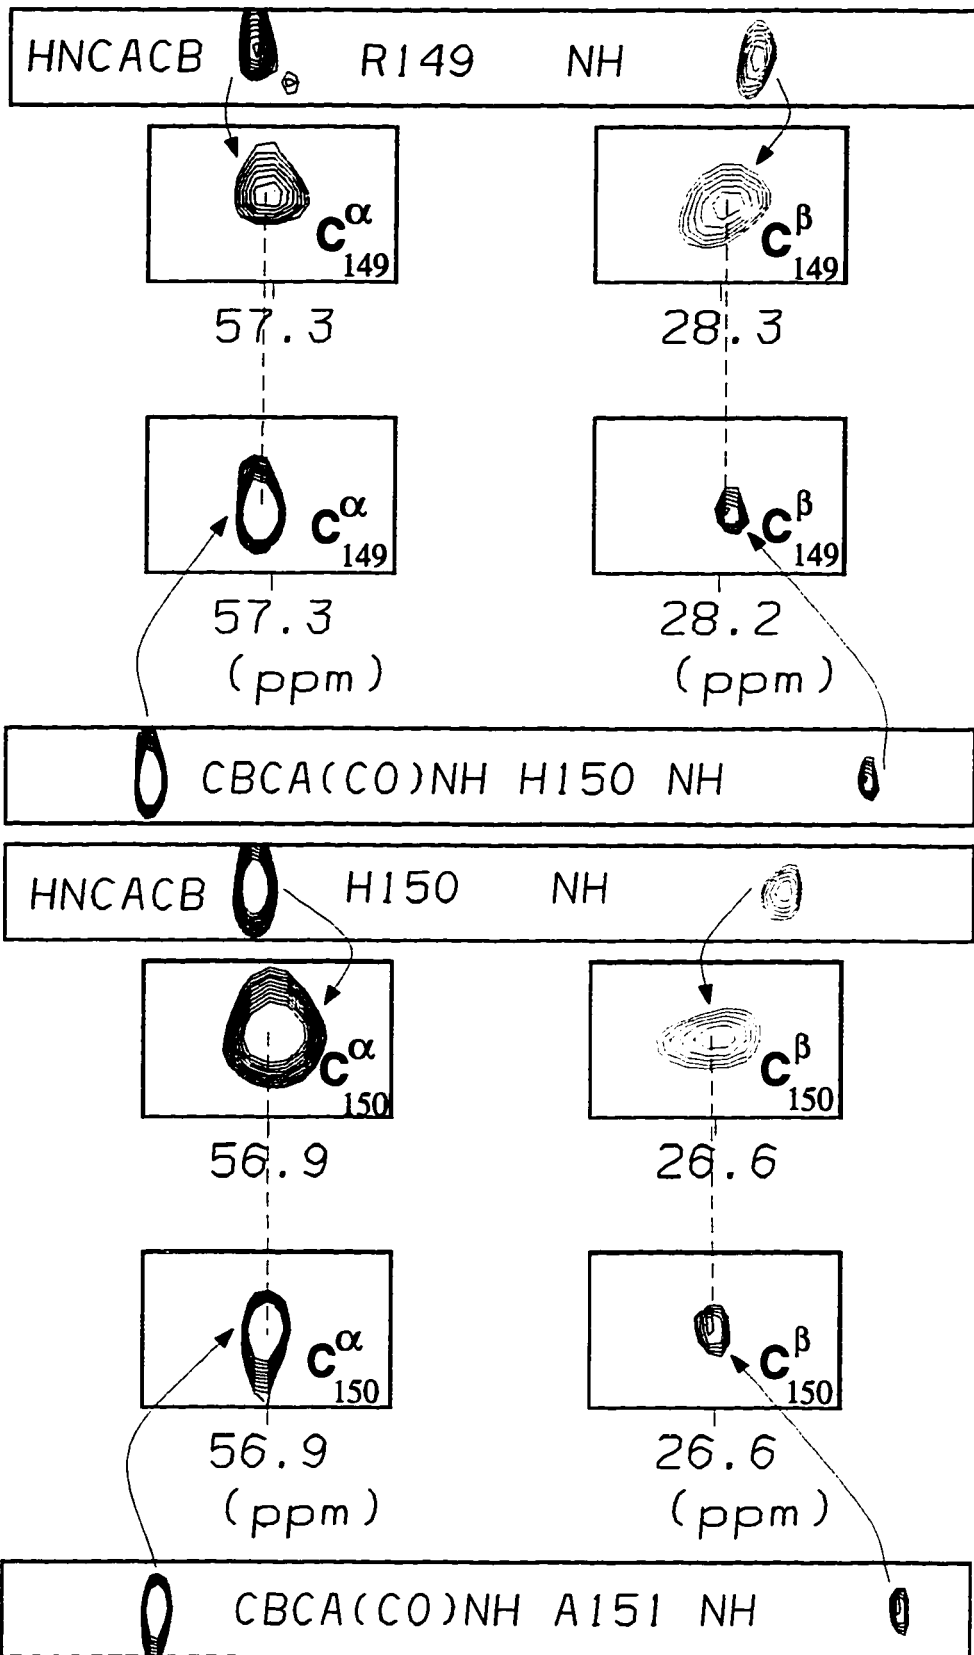 HNCACB R149 NH
Cα149 Cβ149
57.3 28.3
Cα149 Cβ149
57.3 28.2
(ppm) (ppm)
CBCA(CO)NH H150 NH
HNCACB H150 NH
Cα150 Cβ150
56.9 26.6
Cα150 Cβ150
56.9 26.6
(ppm) (ppm)
CBCA(CO)NH A151 NH